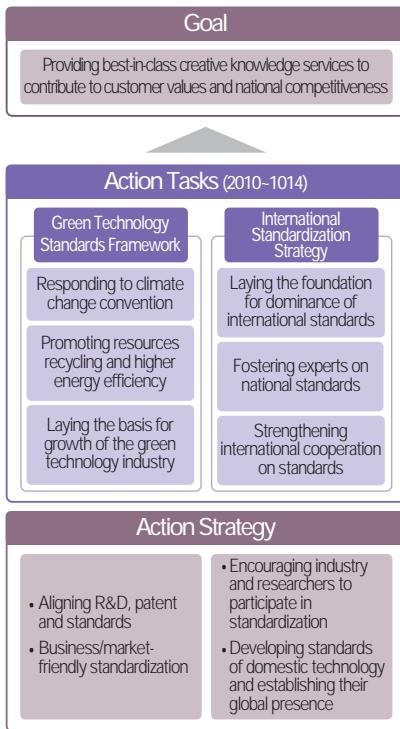 Goal
Providing best-in-class creative knowledge services to
contribute to customer values and national competitiveness
Action Tasks (2010~1014)
Green Technology
Standards Framework
Responding to climate
change convention
Promoting resources
recycling and higher
energy efficiency
Laying the basis for
growth of the green
technology industry
International
Standardization
Strategy
Laying the foundation
for dominance of
international standards
Fostering experts on
national standards
Strengthening
international cooperation
on standards
Action Strategy
• Aligning R&D, patent
and standards
• Business/market-
friendly standardization
• Encouraging industry
and researchers to
participate in
standardization
• Developing standards
of domestic technology
and establishing their
global presence